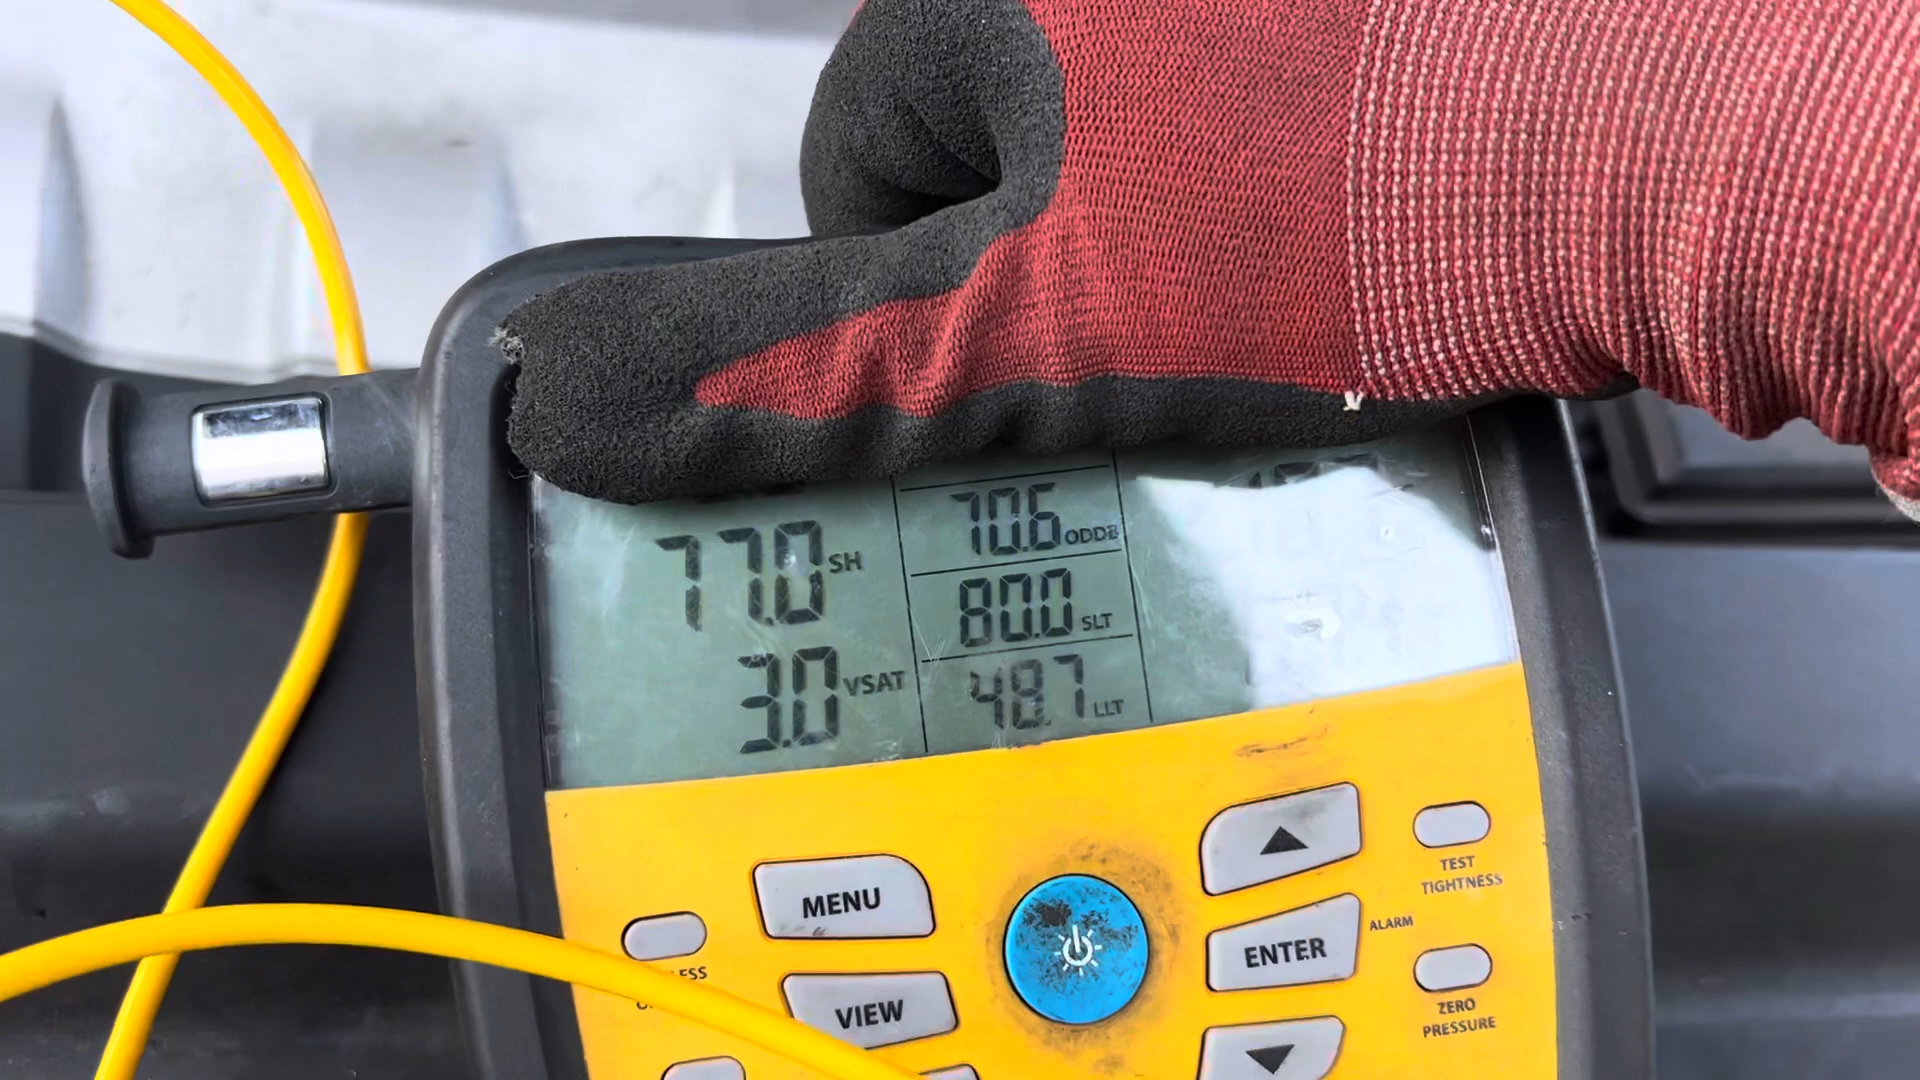 77.0 SH
3.0 VSAT
70.6 ODDB
80.0 SLT
48.7 LLT
MENU
VIEW
ENTER
ALARM
TEST
TIGHTNESS
ZERO
PRESSURE